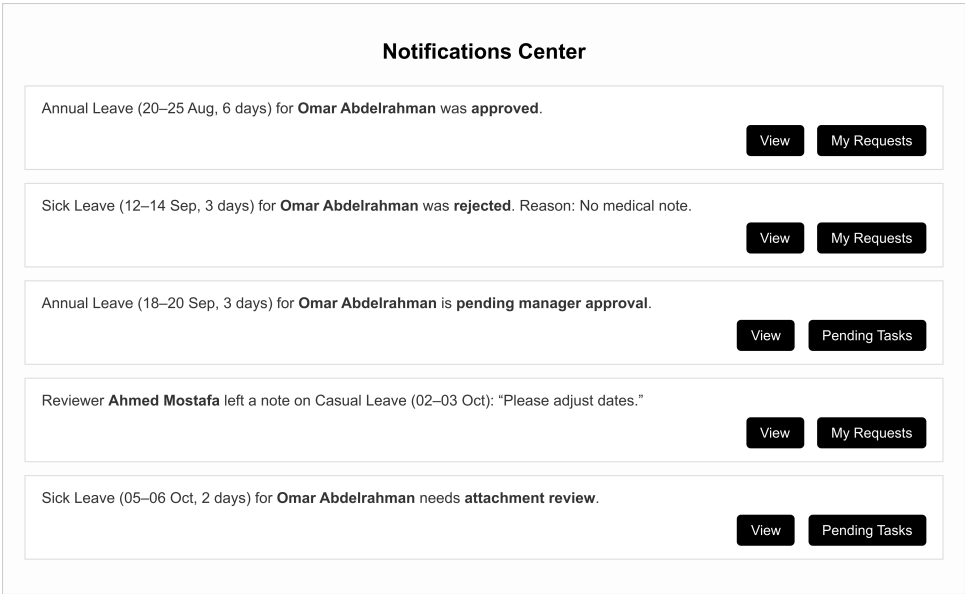 Notifications Center
Annual Leave (20–25 Aug, 6 days) for Omar Abdelrahman was approved.
View My Requests
Sick Leave (12–14 Sep, 3 days) for Omar Abdelrahman was rejected. Reason: No medical note.
View My Requests
Annual Leave (18–20 Sep, 3 days) for Omar Abdelrahman is pending manager approval.
View Pending Tasks
Reviewer Ahmed Mostafa left a note on Casual Leave (02–03 Oct): “Please adjust dates.”
View My Requests
Sick Leave (05–06 Oct, 2 days) for Omar Abdelrahman needs attachment review.
View Pending Tasks